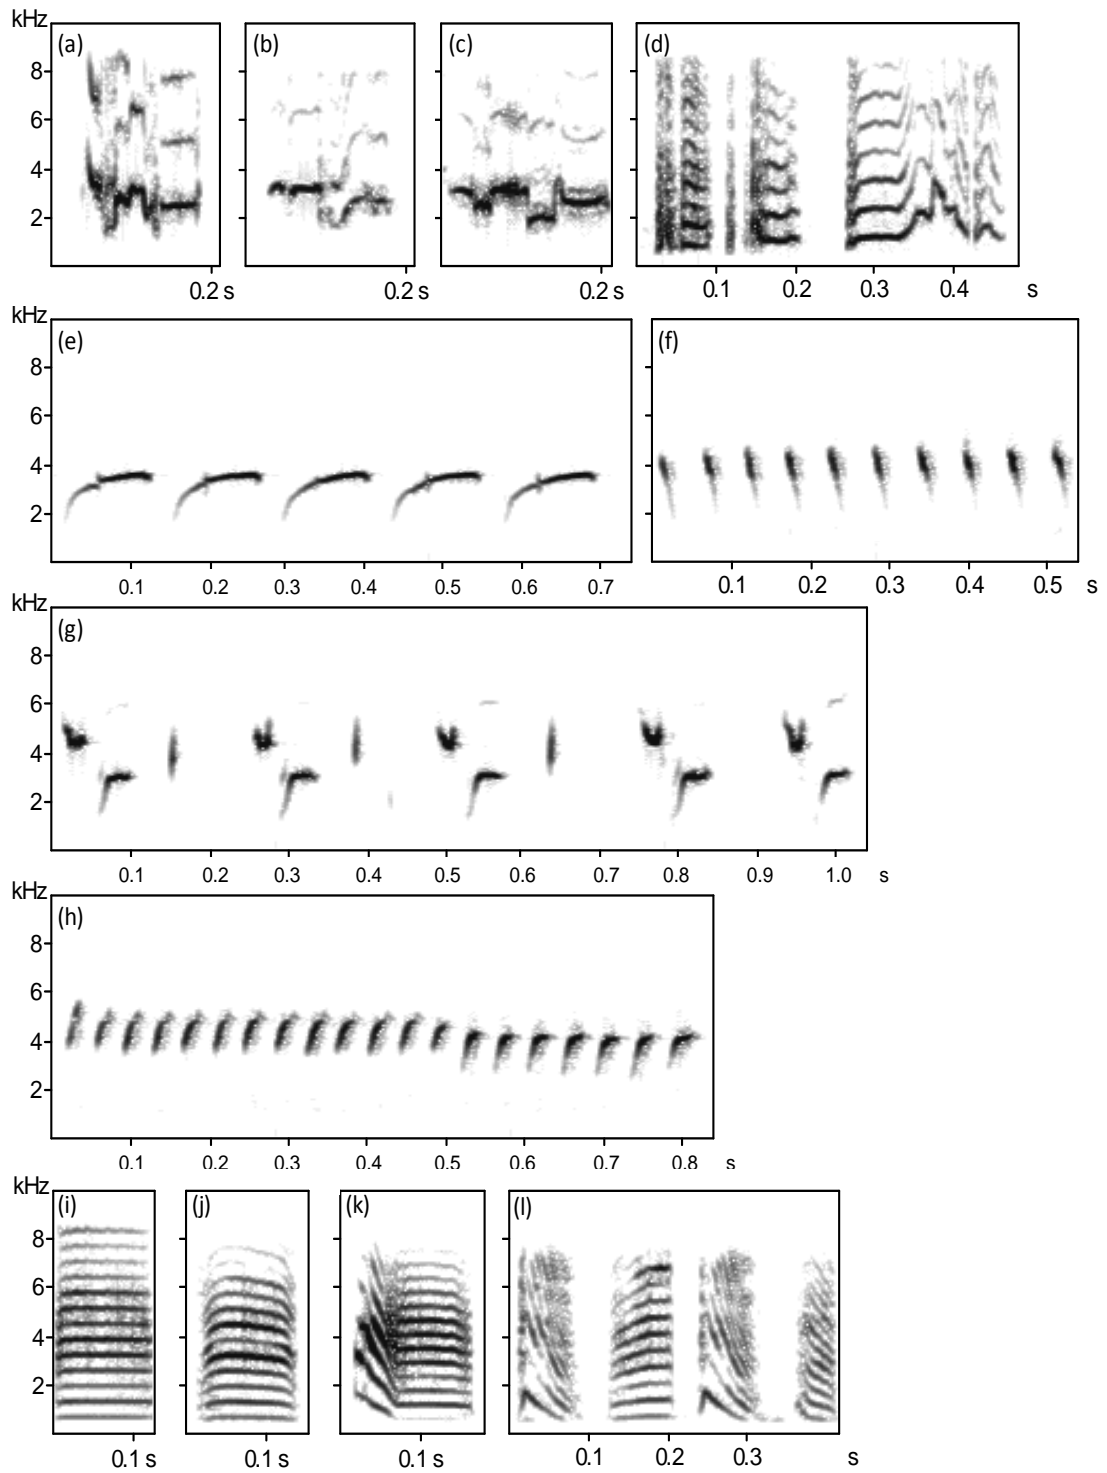 kHz
(a) (b) (c) (d)
8
6
4
2
0.2 s 0.2 s 0.2 s 0.1 0.2 0.3 0.4 s
kHz
(e) (f)
8
6
4
2
0.1 0.2 0.3 0.4 0.5 0.6 0.7 0.1 0.2 0.3 0.4 0.5 s
kHz
(g)
8
6
4
2
0.1 0.2 0.3 0.4 0.5 0.6 0.7 0.8 0.9 1.0 s
kHz
(h)
8
6
4
2
0.1 0.2 0.3 0.4 0.5 0.6 0.7 0.8 s
kHz
(i) (j) (k) (l)
8
6
4
2
0.1 s 0.1 s 0.1 s 0.1 0.2 0.3 s